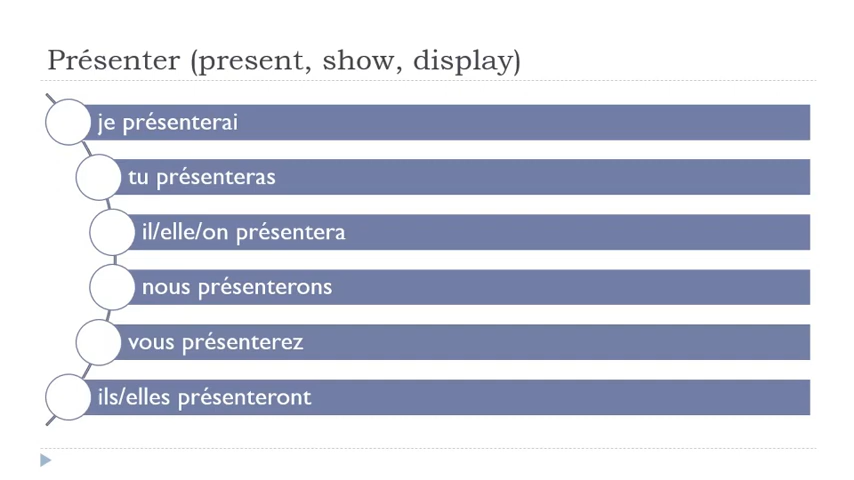 Présenter (present, show, display)
je présenterai
tu présenteras
il/elle/on présentera
nous présenterons
vous présenterez
ils/elles présenteront